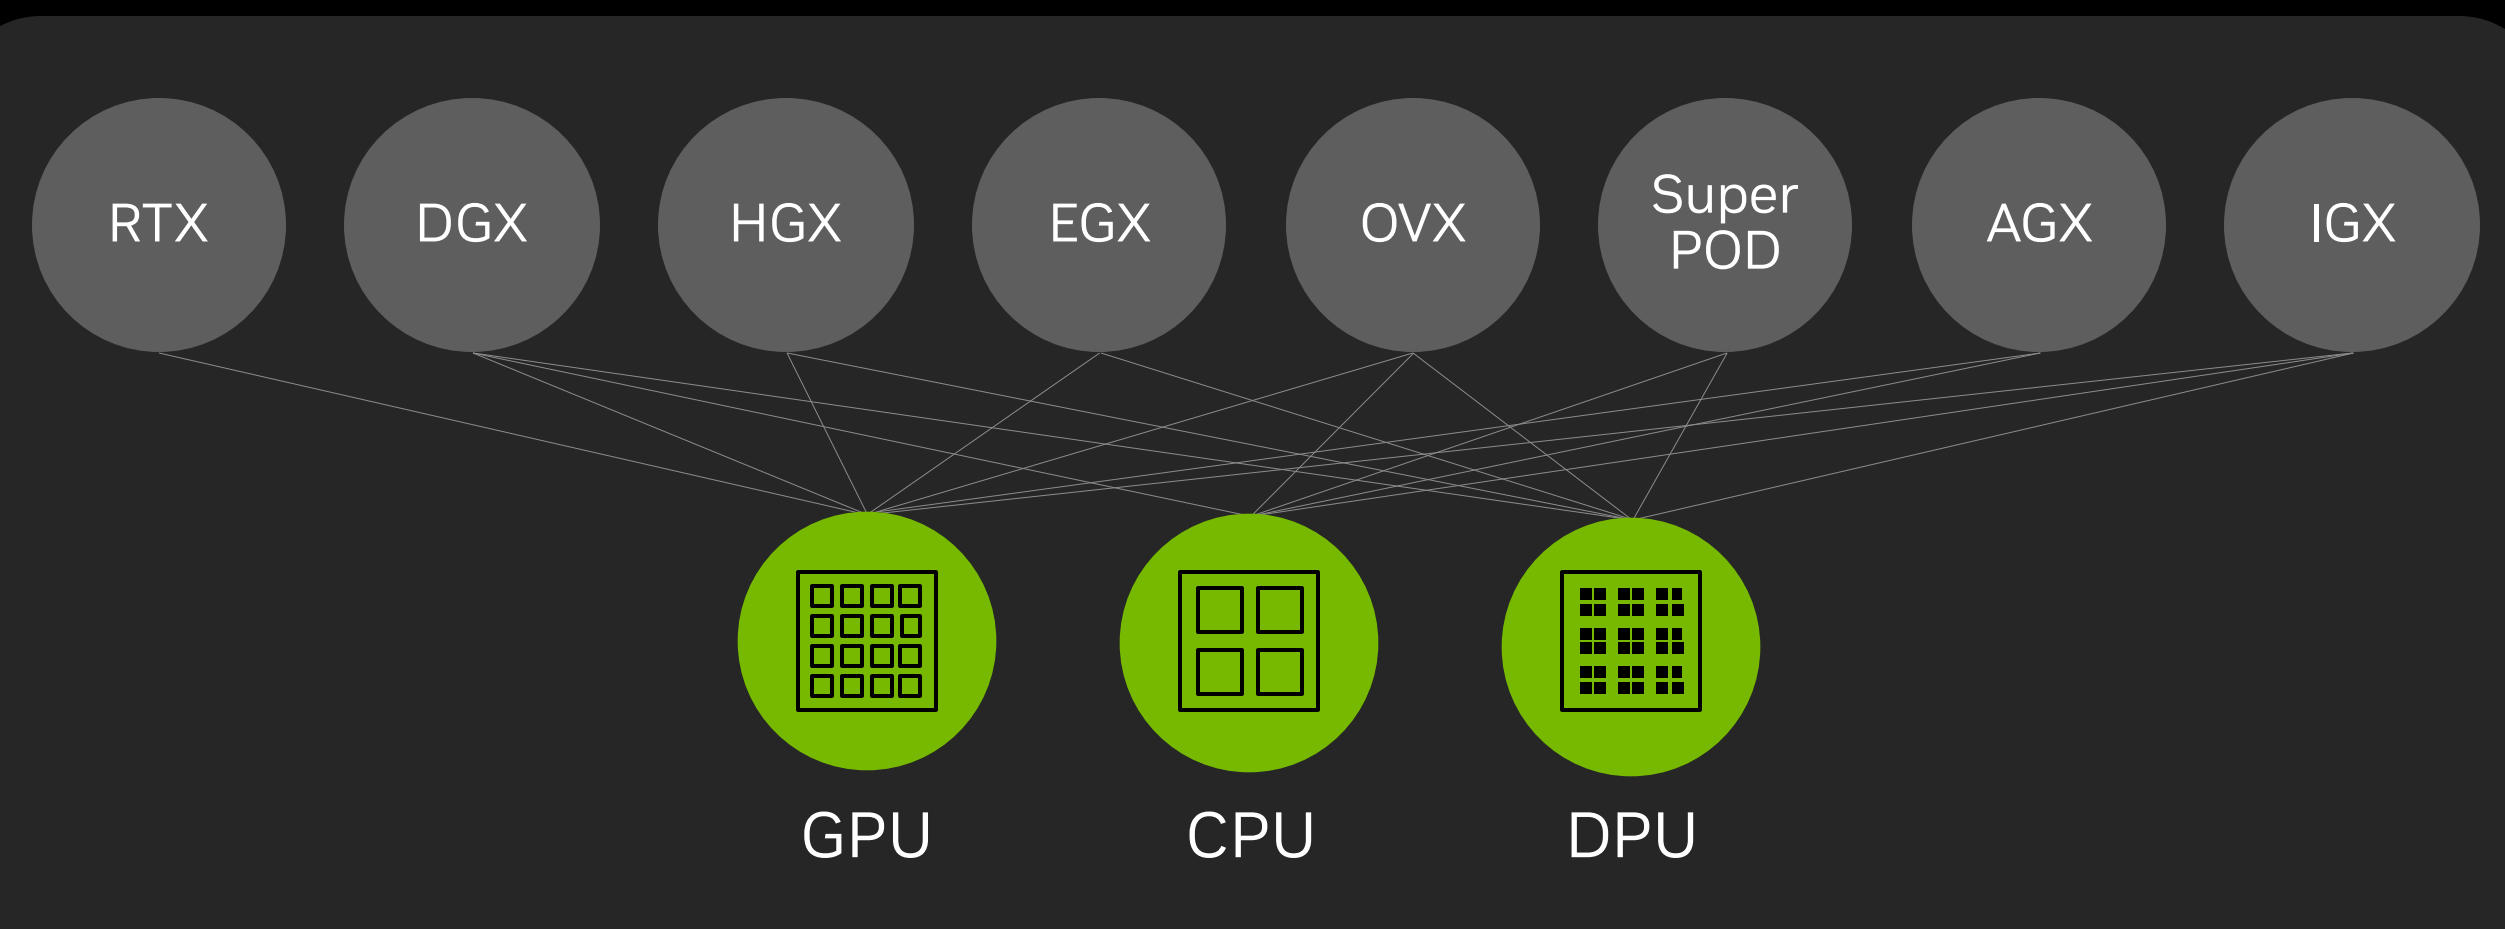 RTX
DGX
HGX
EGX
OVX
Super
POD
AGX
IGX
GPU
CPU
DPU